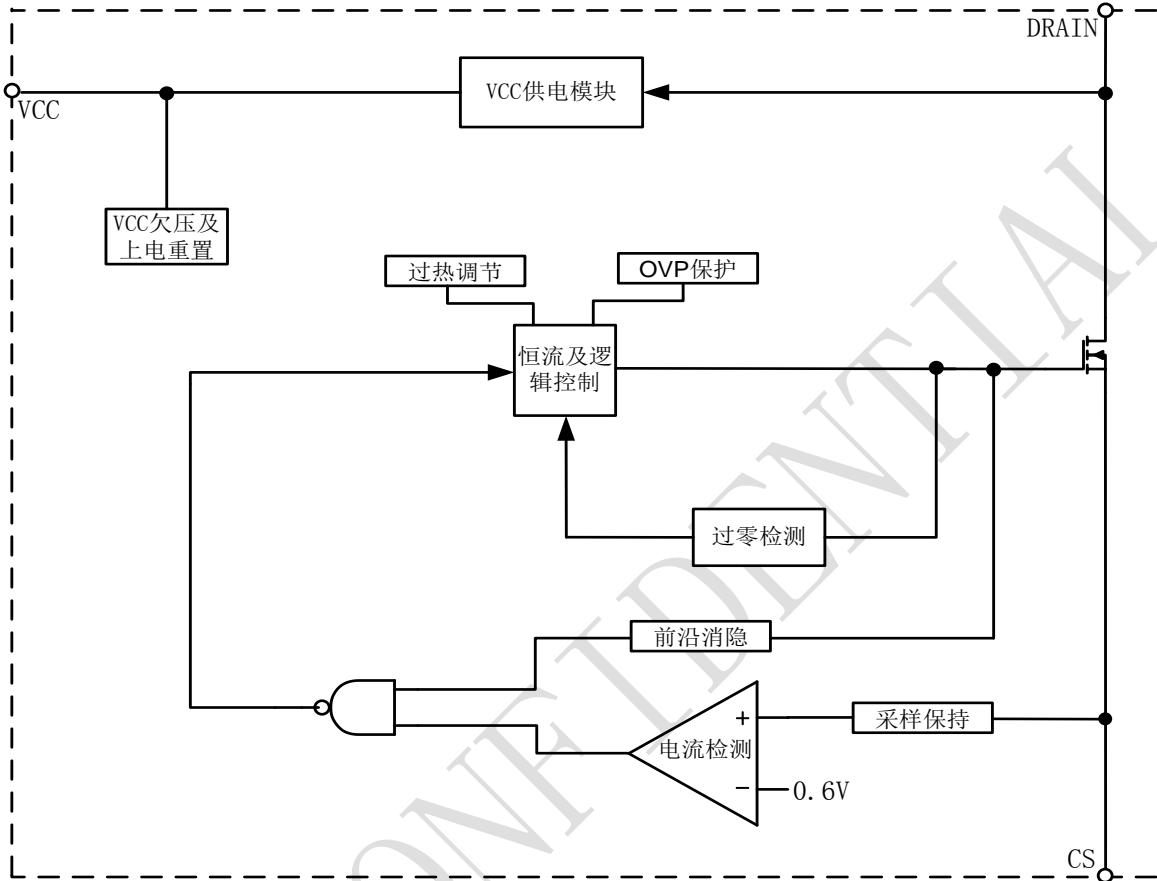 DRAIN
VCC供电模块
VCC
VCC欠压及
上电重置
过热调节
OVP保护
恒流及逻
辑控制
过零检测
前沿消隐
采样保持
+
电流检测
−
0.6V
CS
ONFIDENTIAL